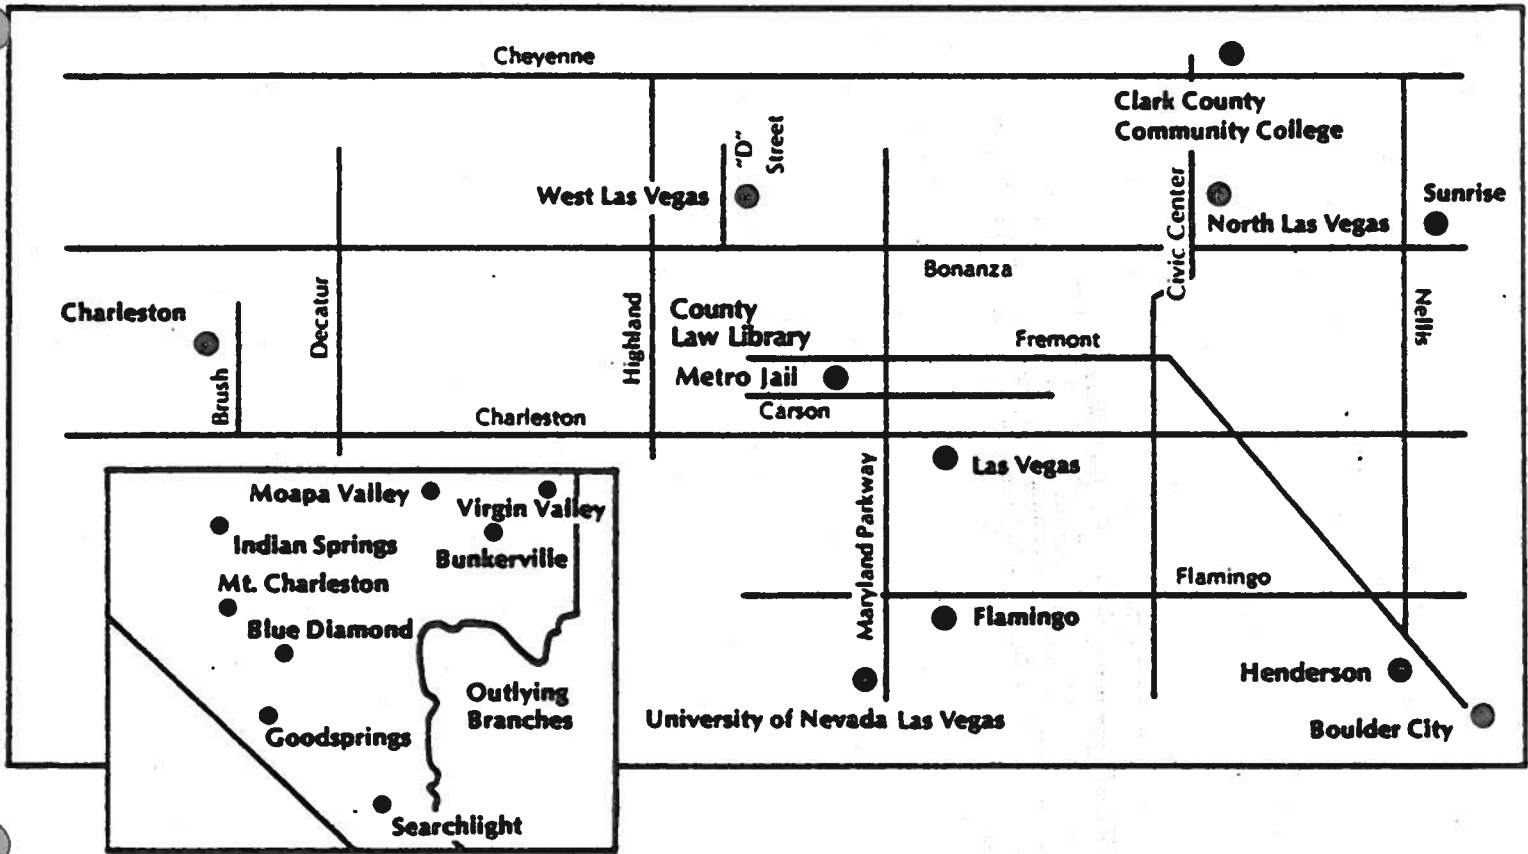 Cheyenne
Clark County
Community College
"D"
Street
West Las Vegas
Civic Center
North Las Vegas
Sunrise
Bonanza
Charleston
Brush
Decatur
Highland
County
Law Library
Fremont
Nellis
Metro Jail
Carson
Charleston
Las Vegas
Maryland Parkway
Flamingo
Flamingo
Henderson
University of Nevada Las Vegas
Boulder City
Moapa Valley
Virgin Valley
Indian Springs
Bunkerville
Mt. Charleston
Blue Diamond
Outlying
Branches
Goodsprings
Searchlight